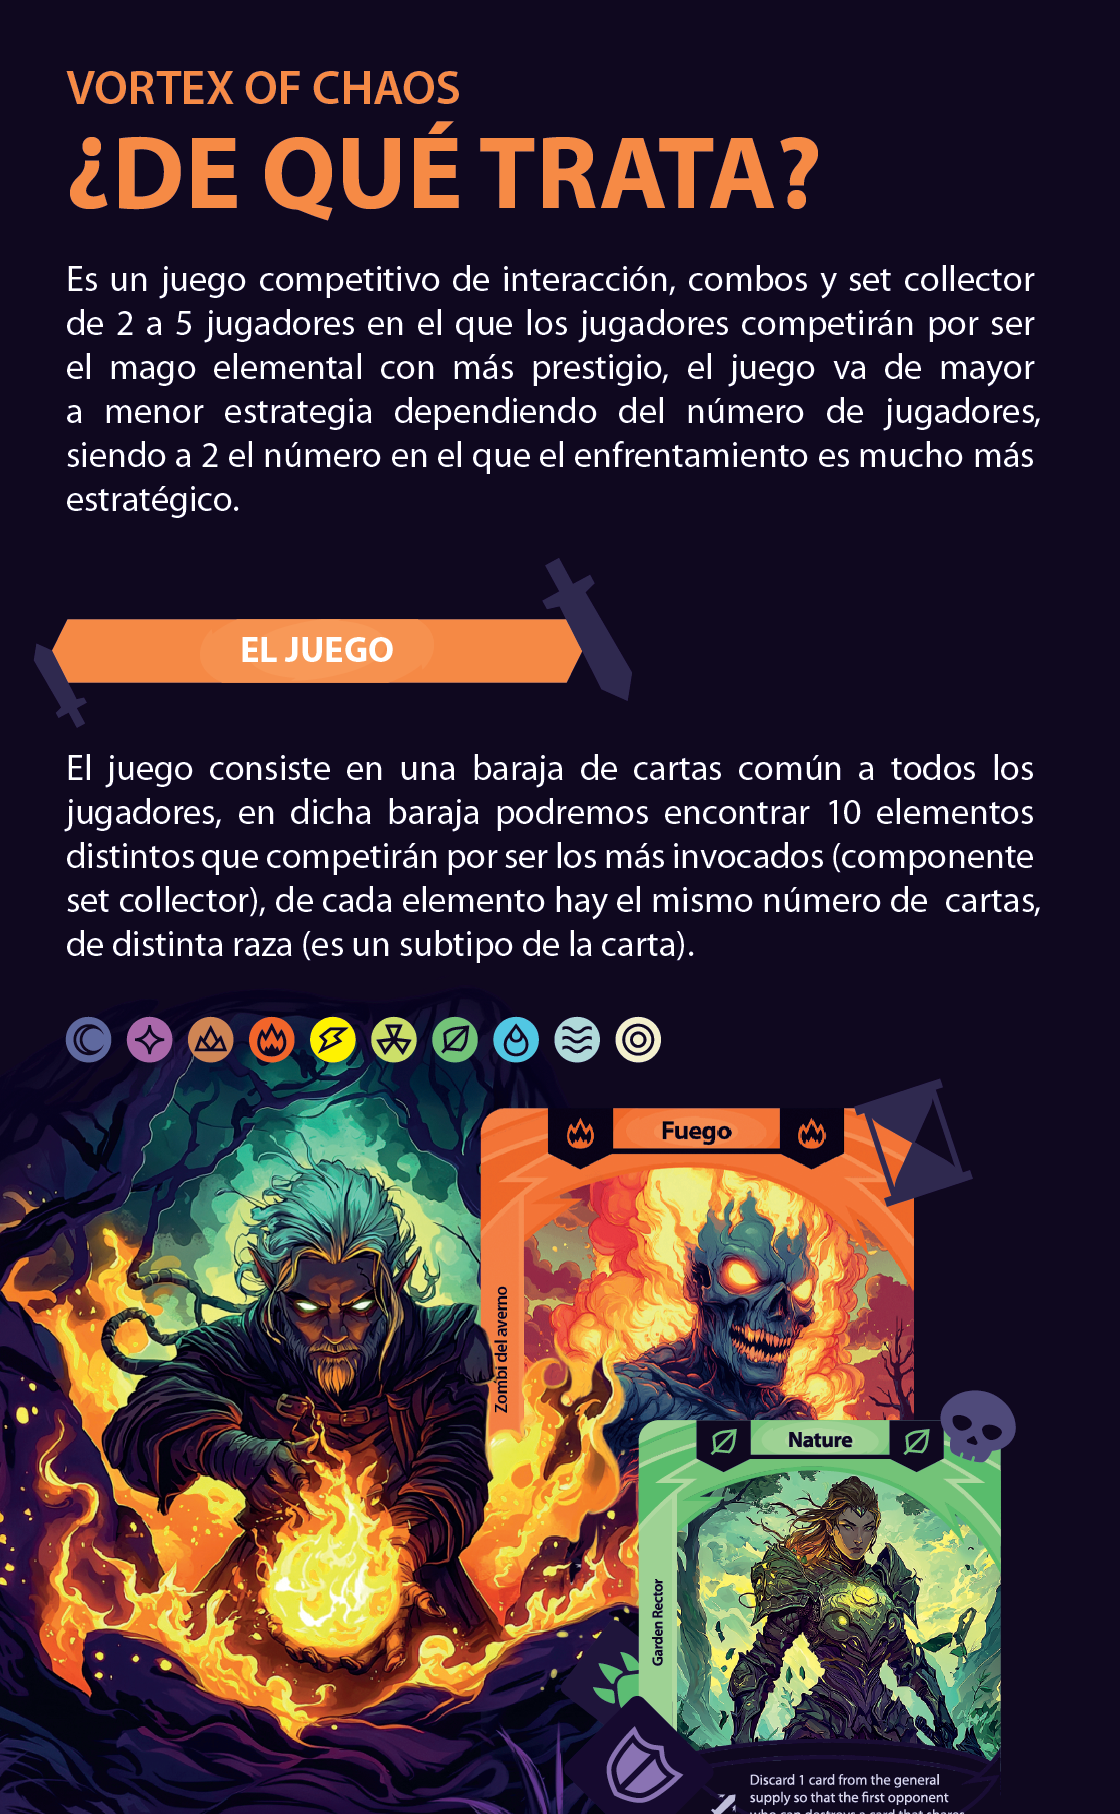 VORTEX OF CHAOS
¿DE QUÉ TRATA?
Es un juego competitivo de interacción, combos y set collector
de 2 a 5 jugadores en el que los jugadores competirán por ser
el mago elemental con más prestigio, el juego va de mayor
a menor estrategia dependiendo del número de jugadores,
siendo a 2 el número en el que el enfrentamiento es mucho más
estratégico.
EL JUEGO
El juego consiste en una baraja de cartas común a todos los
jugadores, en dicha baraja podremos encontrar 10 elementos
distintos que competirán por ser los más invocados (componente
set collector), de cada elemento hay el mismo número de cartas,
de distinta raza (es un subtipo de la carta).
Fuego
Zombi del averno
Nature
Garden Rector
Discard 1 card from the general
supply so that the first opponent
who can destroys a card that shares